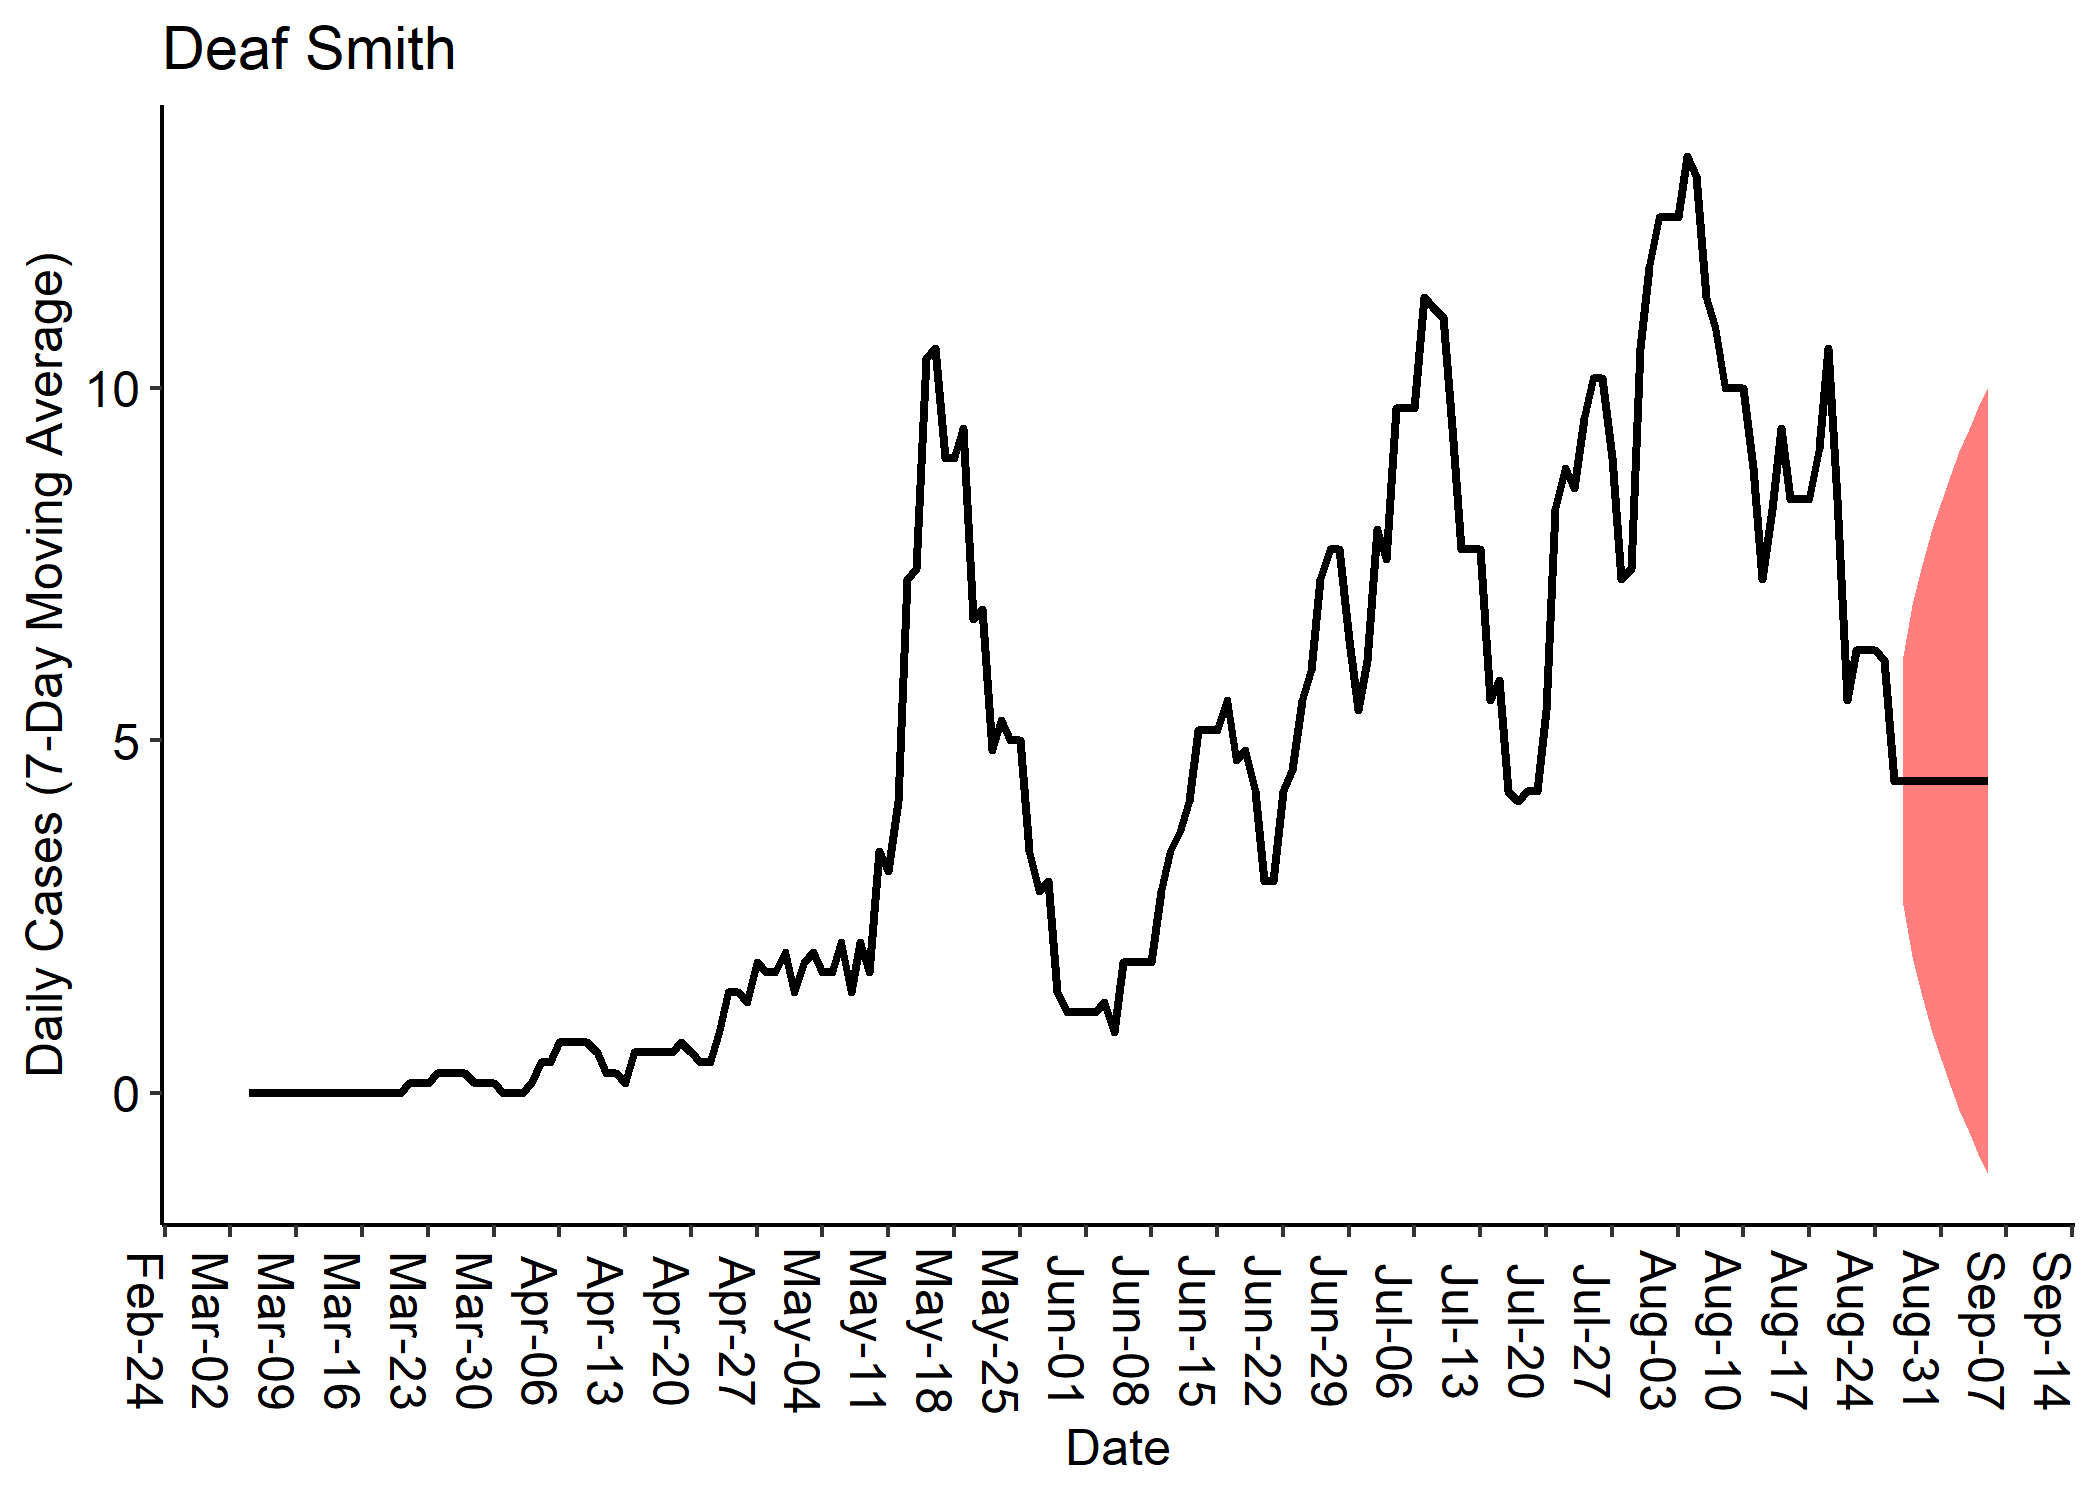 Deaf Smith
Daily Cases (7-Day Moving Average)
10
5
0
Feb-24
Mar-02
Mar-09
Mar-16
Mar-23
Mar-30
Apr-06
Apr-13
Apr-20
Apr-27
May-04
May-11
May-18
May-25
Jun-01
Jun-08
Jun-15
Jun-22
Jun-29
Jul-06
Jul-13
Jul-20
Jul-27
Aug-03
Aug-10
Aug-17
Aug-24
Aug-31
Sep-07
Sep-14
Date